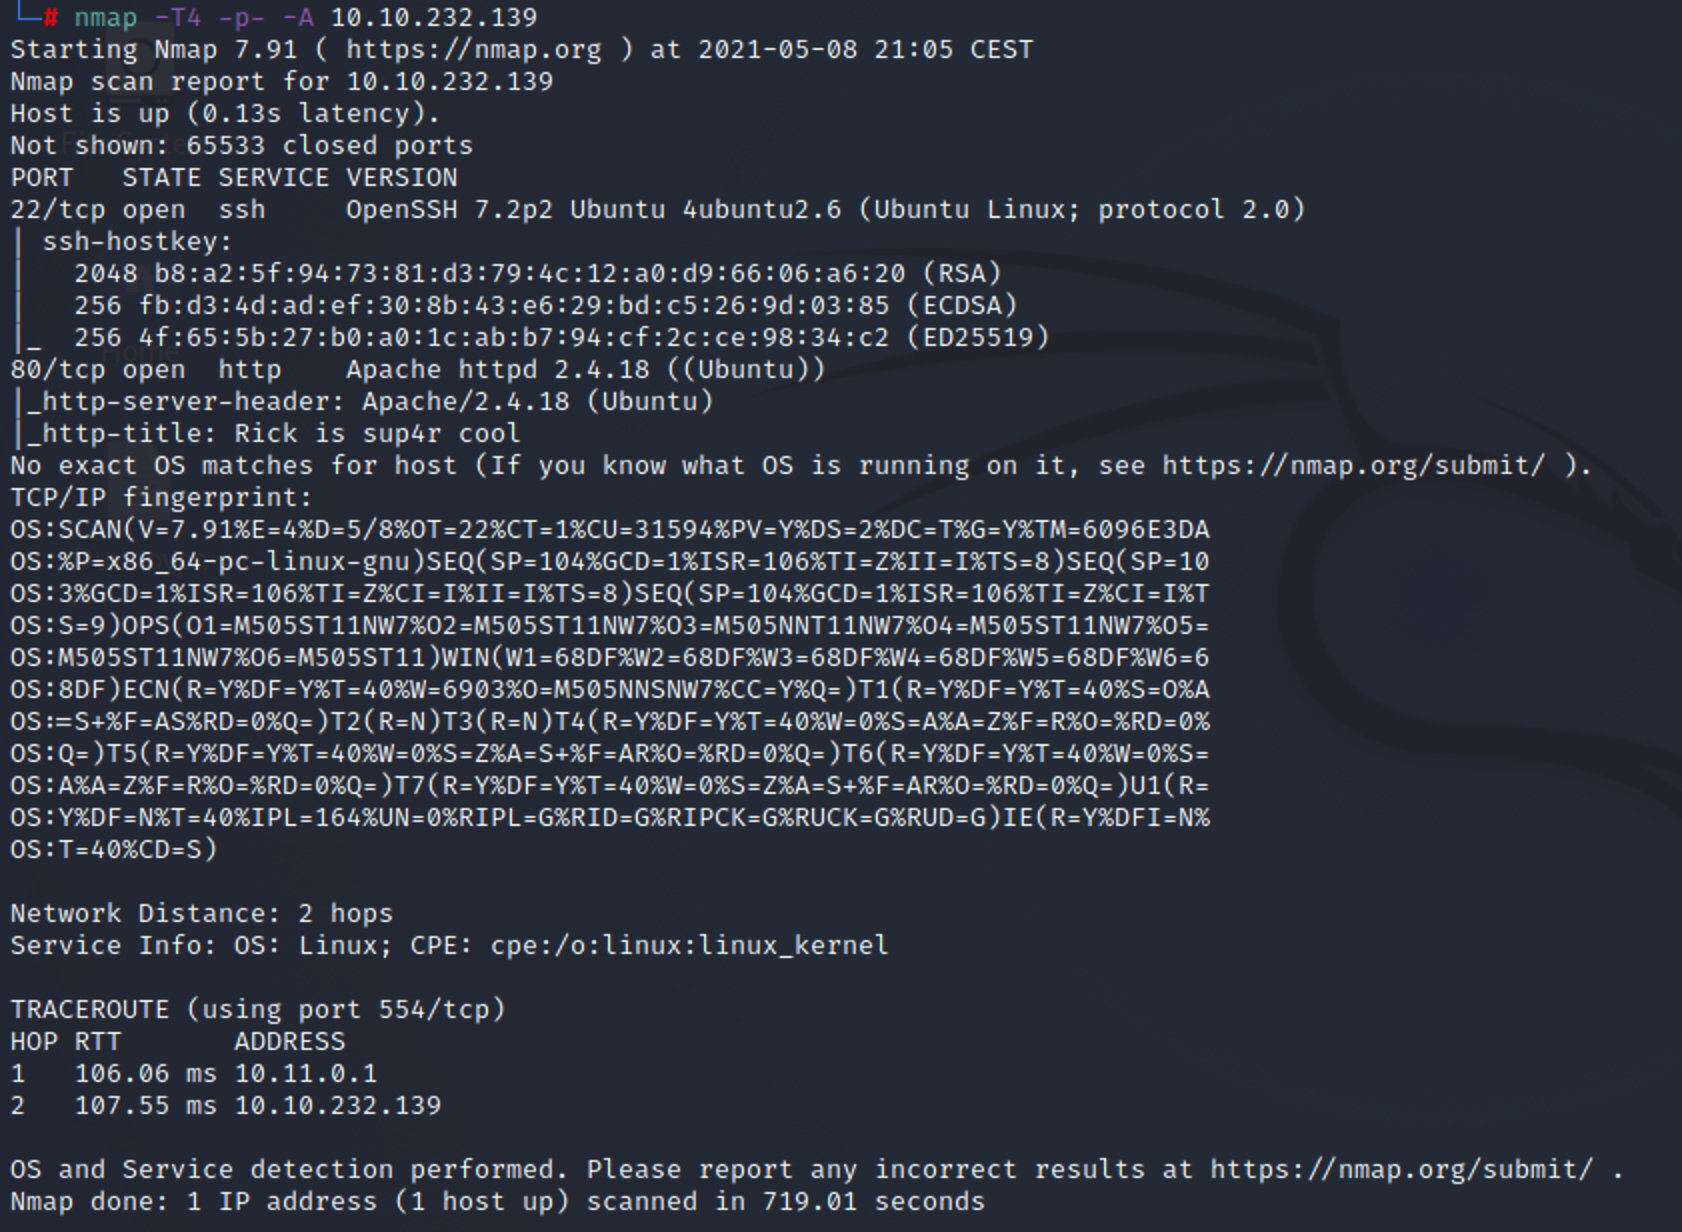 └─# nmap -T4 -p- -A 10.10.232.139
Starting Nmap 7.91 ( https://nmap.org ) at 2021-05-08 21:05 CEST
Nmap scan report for 10.10.232.139
Host is up (0.13s latency).
Not shown: 65533 closed ports
PORT   STATE SERVICE VERSION
22/tcp open  ssh     OpenSSH 7.2p2 Ubuntu 4ubuntu2.6 (Ubuntu Linux; protocol 2.0)
| ssh-hostkey:
|   2048 b8:a2:5f:94:73:81:d3:79:4c:12:a0:d9:66:06:a6:20 (RSA)
|   256 fb:d3:4d:ad:ef:30:8b:43:e6:29:bd:c5:26:9d:03:85 (ECDSA)
|_  256 4f:65:5b:27:b0:a0:1c:ab:b7:94:cf:2c:ce:98:34:c2 (ED25519)
80/tcp open  http    Apache httpd 2.4.18 ((Ubuntu))
|_http-server-header: Apache/2.4.18 (Ubuntu)
|_http-title: Rick is sup4r cool
No exact OS matches for host (If you know what OS is running on it, see https://nmap.org/submit/ ).
TCP/IP fingerprint:
OS:SCAN(V=7.91%E=4%D=5/8%OT=22%CT=1%CU=31594%PV=Y%DS=2%DC=T%G=Y%TM=6096E3DA
OS:%P=x86_64-pc-linux-gnu)SEQ(SP=104%GCD=1%ISR=106%TI=Z%II=I%TS=8)SEQ(SP=10
OS:3%GCD=1%ISR=106%TI=Z%CI=I%II=I%TS=8)SEQ(SP=104%GCD=1%ISR=106%TI=Z%CI=I%T
OS:S=9)OPS(O1=M505ST11NW7%O2=M505ST11NW7%O3=M505NNT11NW7%O4=M505ST11NW7%O5=
OS:M505ST11NW7%O6=M505ST11)WIN(W1=68DF%W2=68DF%W3=68DF%W4=68DF%W5=68DF%W6=6
OS:8DF)ECN(R=Y%DF=Y%T=40%W=6903%O=M505NNSNW7%CC=Y%Q=)T1(R=Y%DF=Y%T=40%S=O%A
OS:=S+%F=AS%RD=0%Q=)T2(R=N)T3(R=N)T4(R=Y%DF=Y%T=40%W=0%S=A%A=Z%F=R%O=%RD=0%
OS:Q=)T5(R=Y%DF=Y%T=40%W=0%S=Z%A=S+%F=AR%O=%RD=0%Q=)T6(R=Y%DF=Y%T=40%W=0%S=
OS:A%A=Z%F=R%O=%RD=0%Q=)T7(R=Y%DF=Y%T=40%W=0%S=Z%A=S+%F=AR%O=%RD=0%Q=)U1(R=
OS:Y%DF=N%T=40%IPL=164%UN=0%RIPL=G%RID=G%RIPCK=G%RUCK=G%RUD=G)IE(R=Y%DFI=N%
OS:T=40%CD=S)

Network Distance: 2 hops
Service Info: OS: Linux; CPE: cpe:/o:linux:linux_kernel

TRACEROUTE (using port 554/tcp)
HOP RTT       ADDRESS
1   106.06 ms 10.11.0.1
2   107.55 ms 10.10.232.139

OS and Service detection performed. Please report any incorrect results at https://nmap.org/submit/ .
Nmap done: 1 IP address (1 host up) scanned in 719.01 seconds